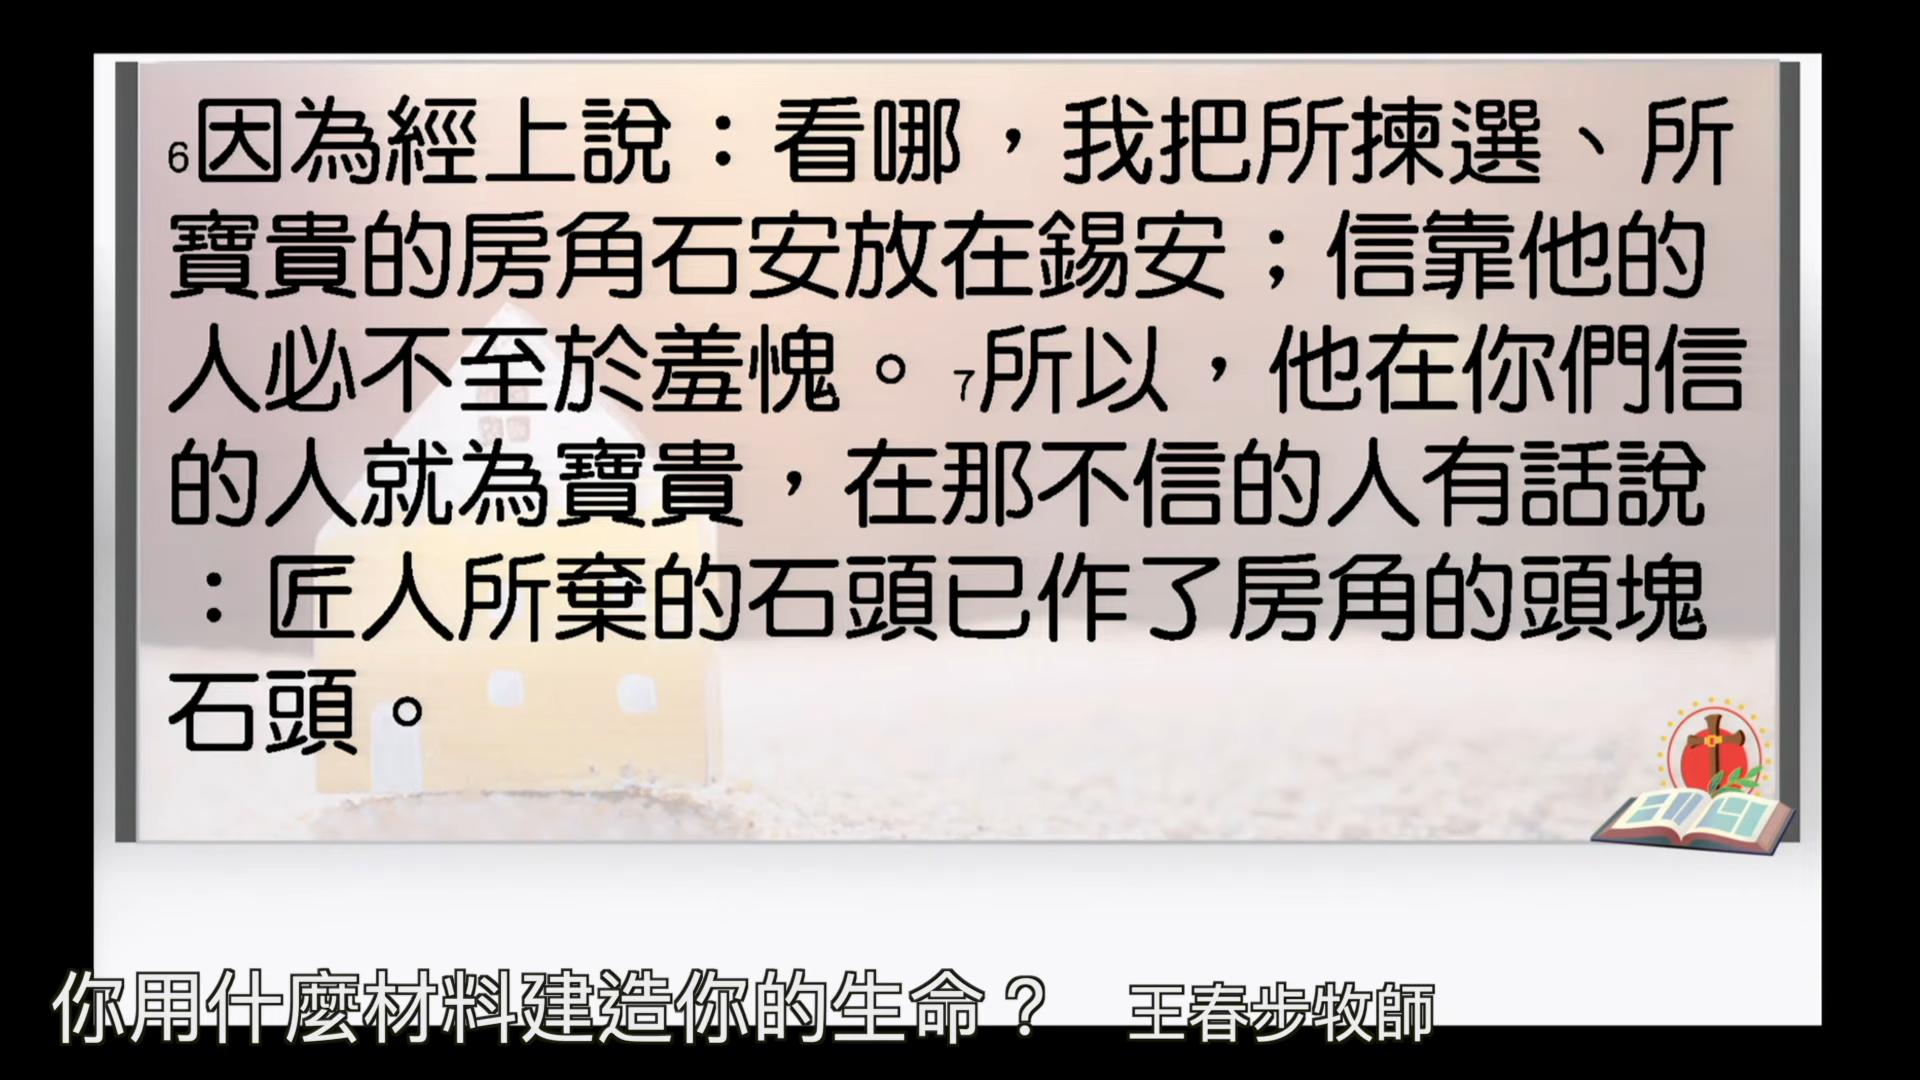 6因為經上說：看哪，我把所揀選、所
寶貴的房角石安放在錫安；信靠他的
人必不至於羞愧。7所以，他在你們信
的人就為寶貴，在那不信的人有話說
：匠人所棄的石頭已作了房角的頭塊
石頭。
你用什麼材料建造你的生命？ 王春步牧師